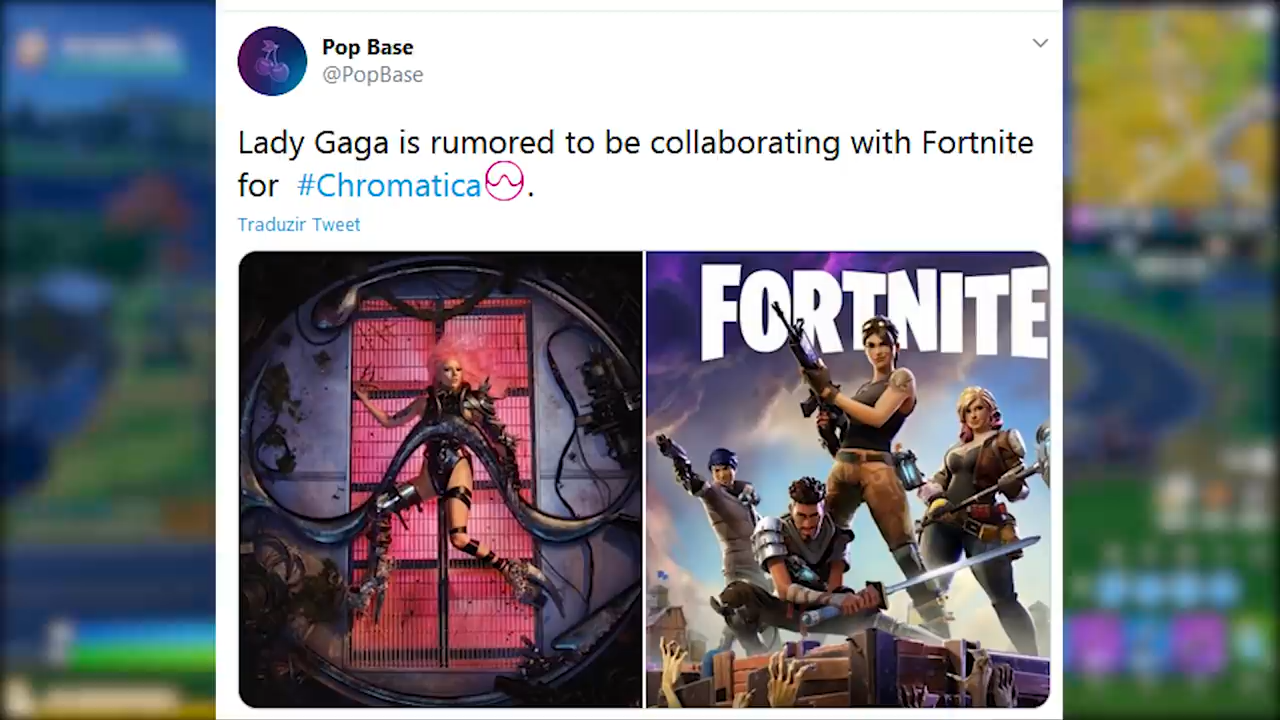 Pop Base
@PopBase
Lady Gaga is rumored to be collaborating with Fortnite
for #Chromatica.
Traduzir Tweet
FORTNITE